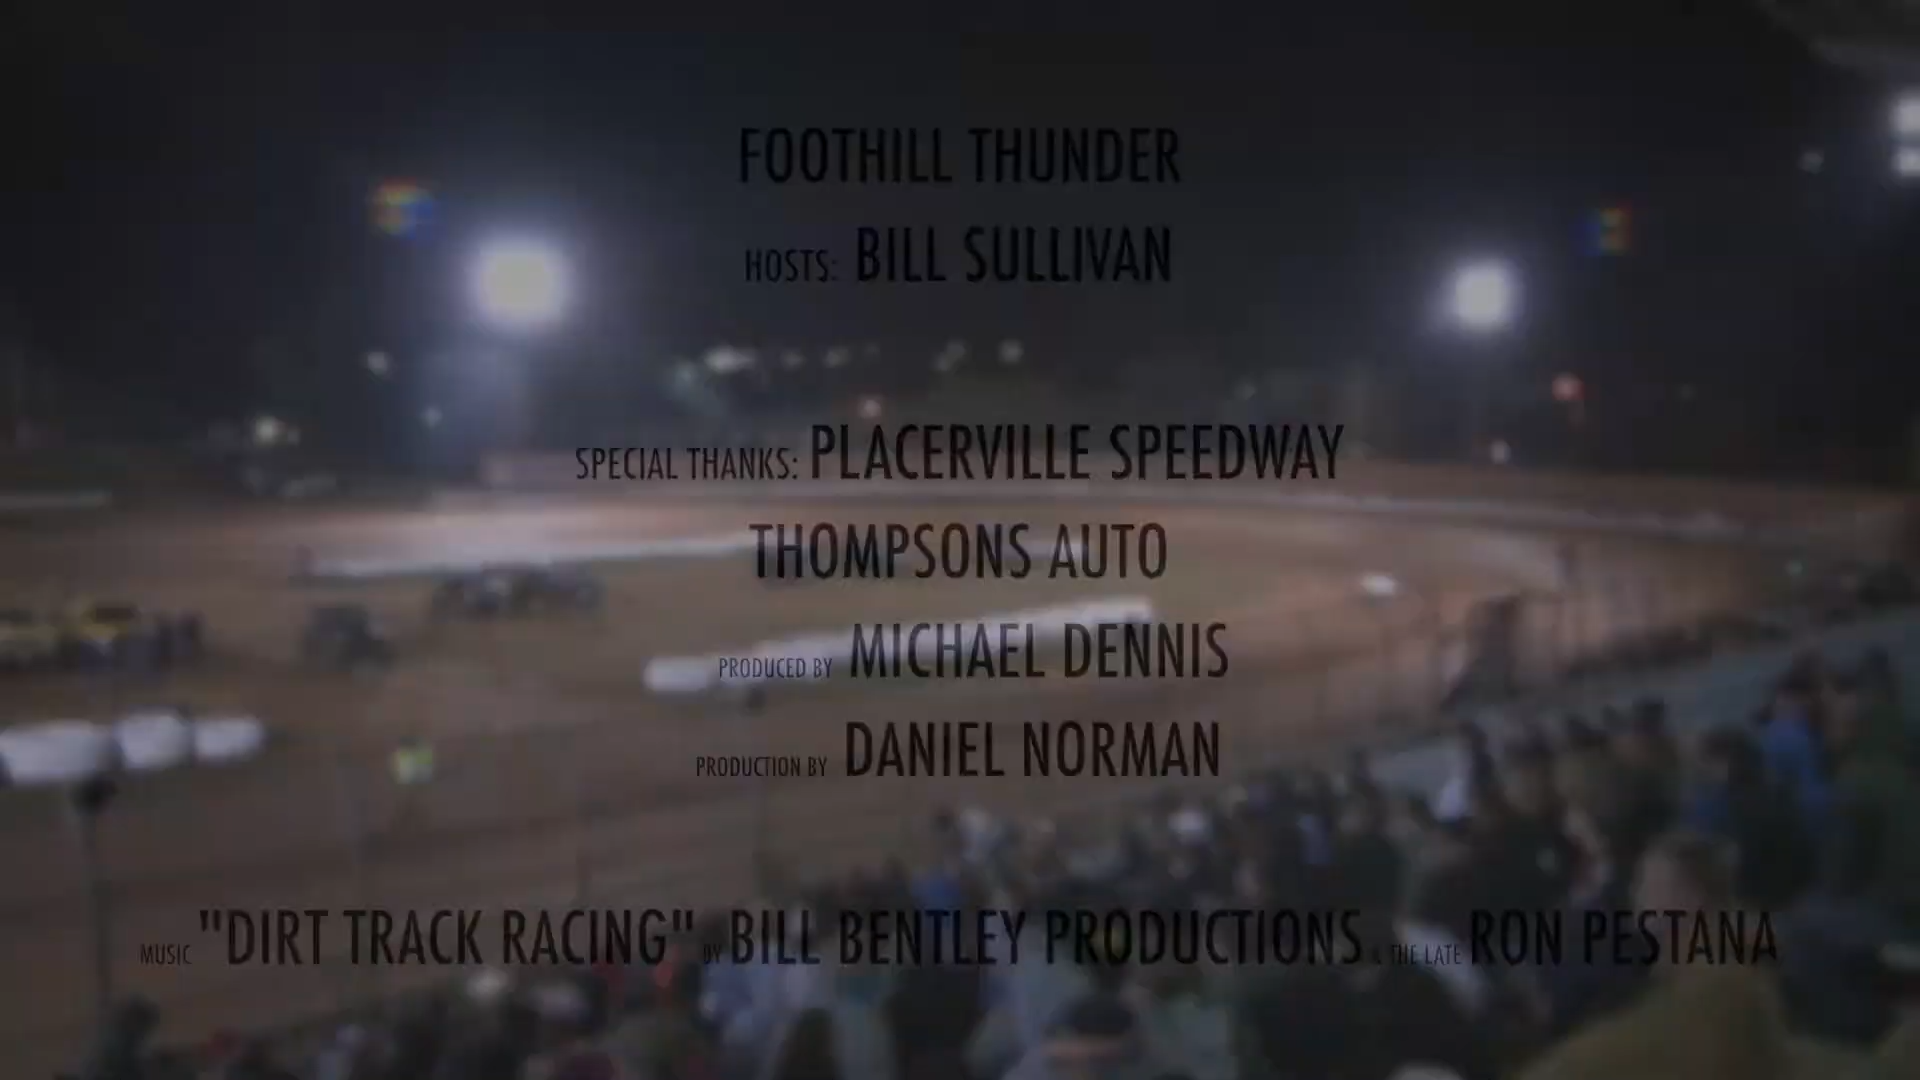 FOOTHILL THUNDER
HOSTS: BILL SULLIVAN
SPECIAL THANKS: PLACERVILLE SPEEDWAY
THOMPSONS AUTO
PRODUCED BY MICHAEL DENNIS
PRODUCTION BY DANIEL NORMAN
MUSIC "DIRT TRACK RACING" BY BILL BENTLEY PRODUCTIONS & THE LATE RON PESTANA